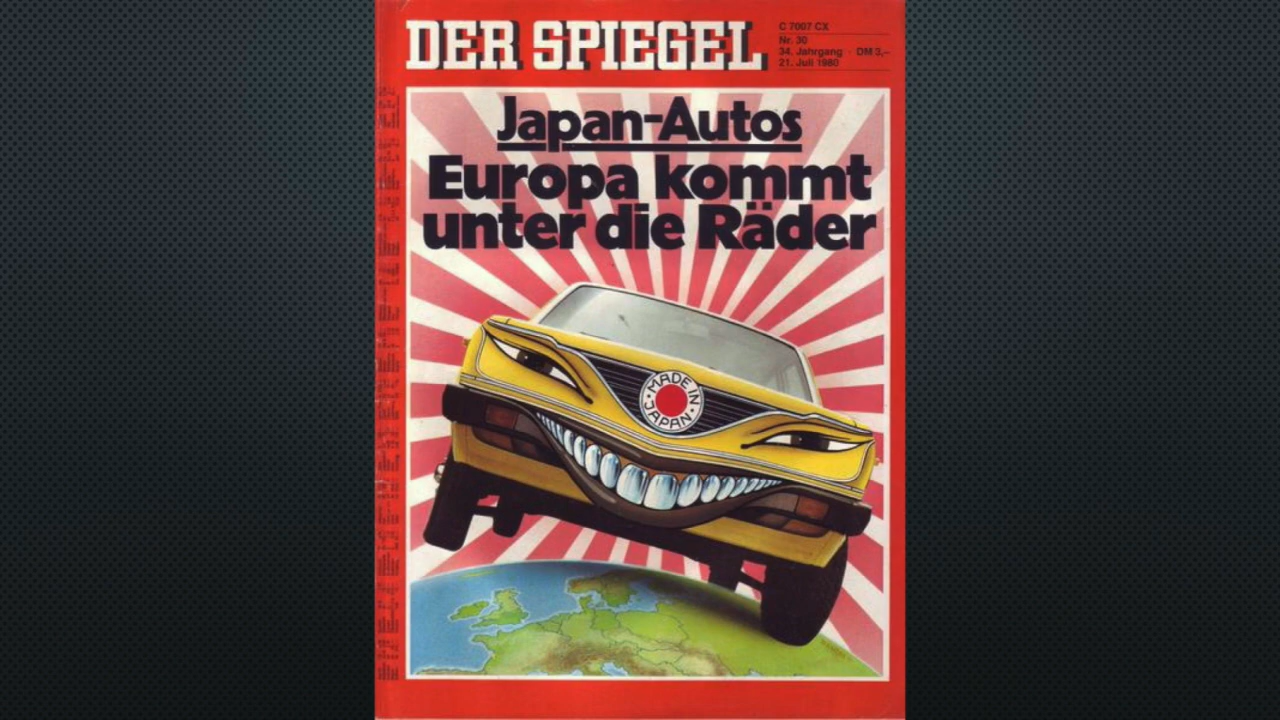 DER SPIEGEL
C 7007 CX
Nr. 30
34. Jahrgang · DM 3,–
21. Juli 1980
Japan-Autos
Europa kommt
unter die Räder
MADE IN
JAPAN